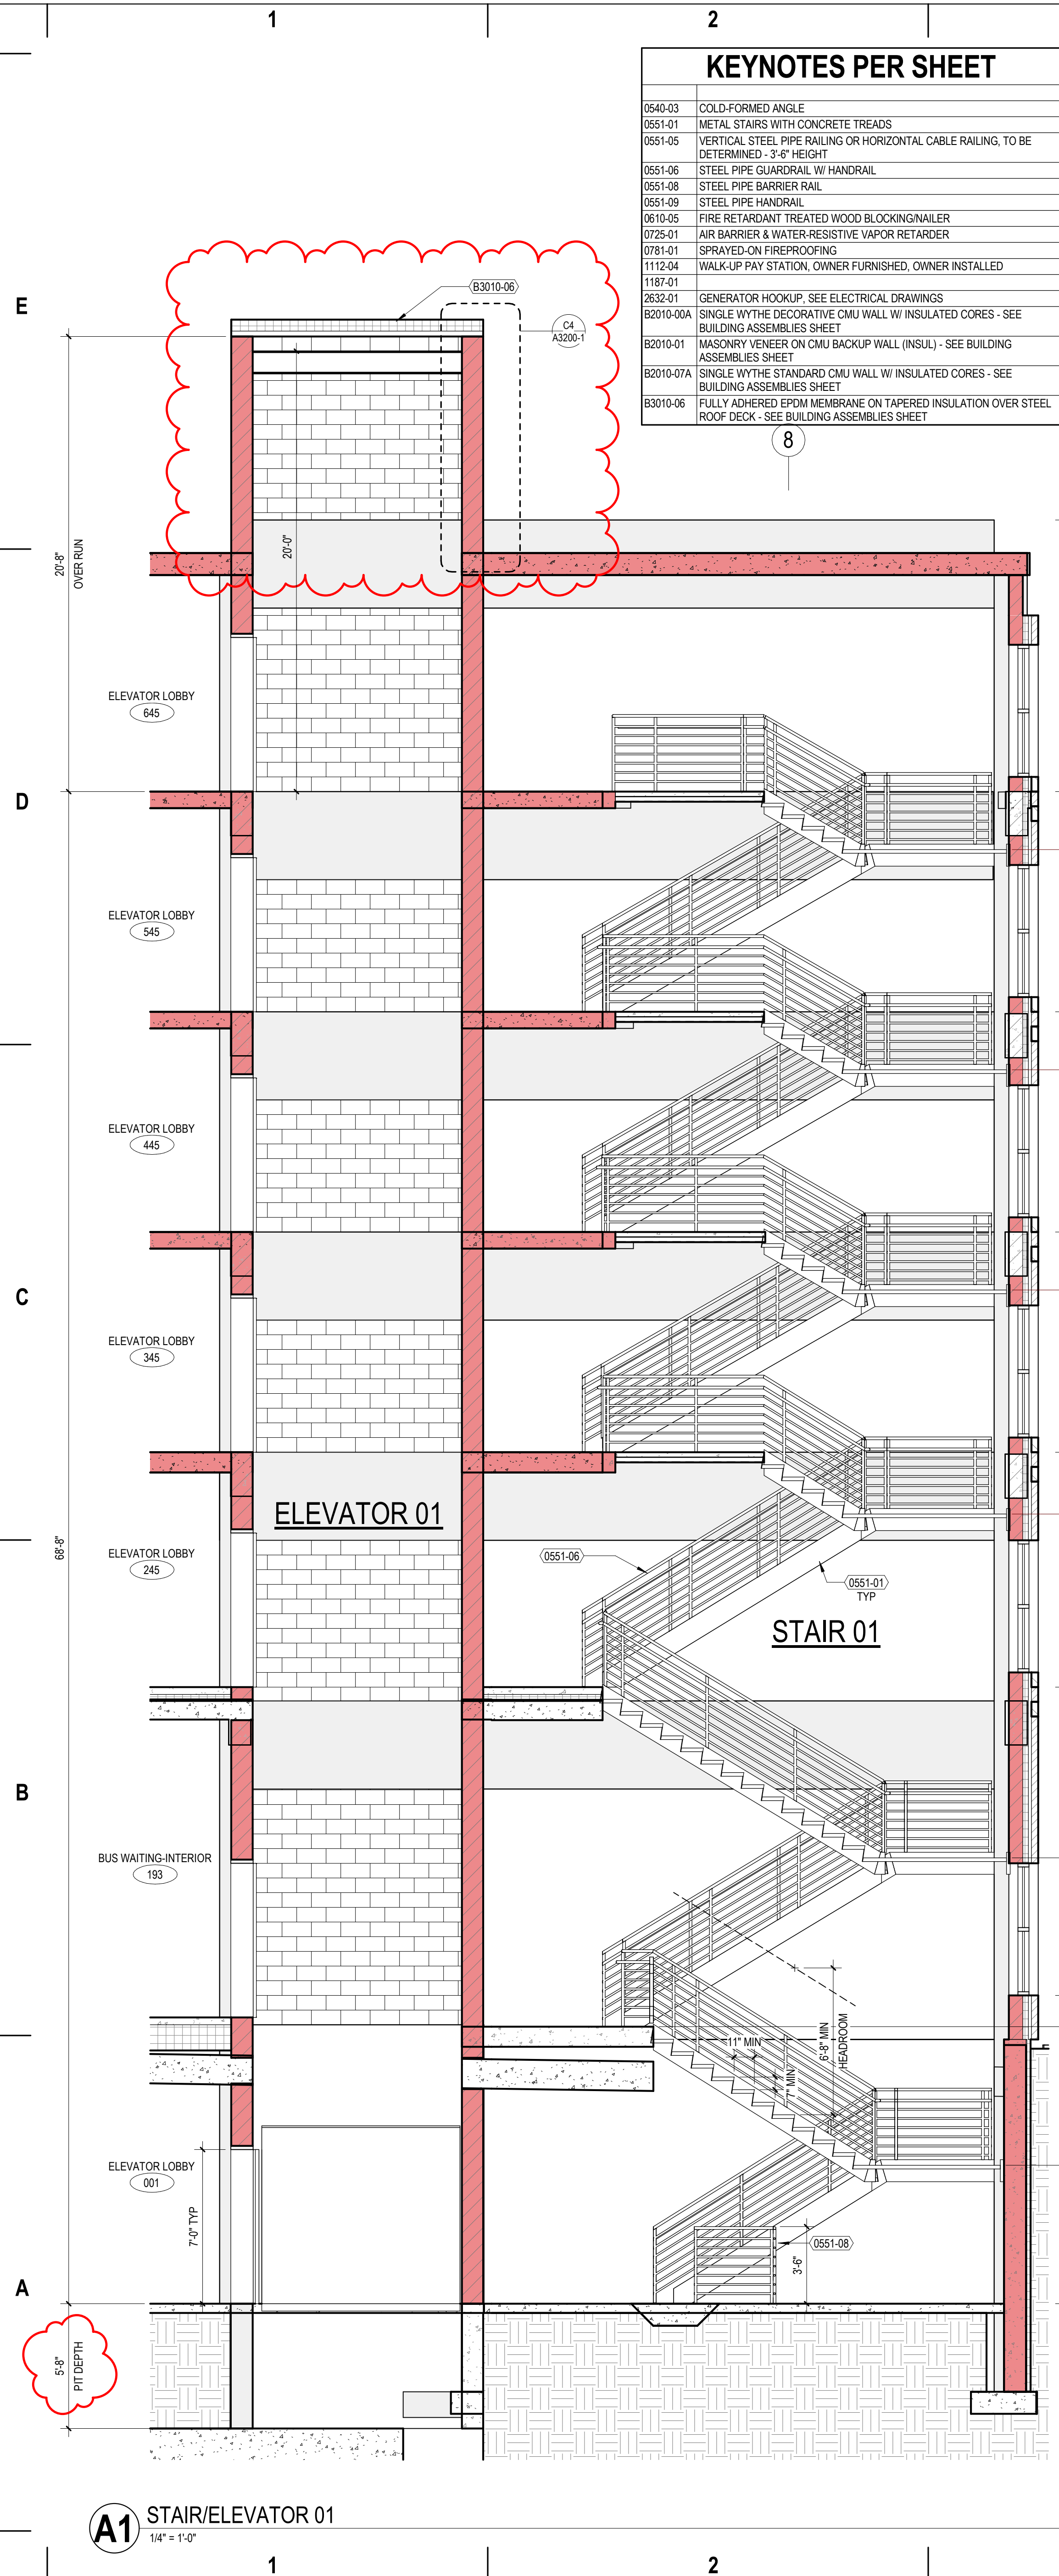 1
2
KEYNOTES PER SHEET
0540-03 COLD-FORMED ANGLE
0551-01 METAL STAIRS WITH CONCRETE TREADS
0551-05 VERTICAL STEEL PIPE RAILING OR HORIZONTAL CABLE RAILING, TO BE
DETERMINED - 3'-6" HEIGHT
0551-06 STEEL PIPE GUARDRAIL W/ HANDRAIL
0551-08 STEEL PIPE BARRIER RAIL
0551-09 STEEL PIPE HANDRAIL
0610-05 FIRE RETARDANT TREATED WOOD BLOCKING/NAILER
0725-01 AIR BARRIER & WATER-RESISTIVE VAPOR RETARDER
0781-01 SPRAYED-ON FIREPROOFING
1112-04 WALK-UP PAY STATION, OWNER FURNISHED, OWNER INSTALLED
1187-01
2632-01 GENERATOR HOOKUP, SEE ELECTRICAL DRAWINGS
B2010-00A SINGLE WYTHE DECORATIVE CMU WALL W/ INSULATED CORES - SEE
BUILDING ASSEMBLIES SHEET
B2010-01 MASONRY VENEER ON CMU BACKUP WALL (INSUL) - SEE BUILDING
ASSEMBLIES SHEET
B2010-07A SINGLE WYTHE STANDARD CMU WALL W/ INSULATED CORES - SEE
BUILDING ASSEMBLIES SHEET
B3010-06 FULLY ADHERED EPDM MEMBRANE ON TAPERED INSULATION OVER STEEL
ROOF DECK - SEE BUILDING ASSEMBLIES SHEET
8
E
B3010-06
C4
A3200-1
20'-8"
OVER RUN
20'-0"
ELEVATOR LOBBY
645
D
ELEVATOR LOBBY
545
ELEVATOR LOBBY
445
C
ELEVATOR LOBBY
345
ELEVATOR 01
68'-8"
ELEVATOR LOBBY
245
0551-06
0551-01
TYP
STAIR 01
B
BUS WAITING-INTERIOR
193
11" MIN
7" MIN
6'-8" MIN
HEADROOM
ELEVATOR LOBBY
001
7'-0" TYP
0551-08
3'-6"
A
5'-8"
PIT DEPTH
A1
STAIR/ELEVATOR 01
1/4" = 1'-0"
1
2